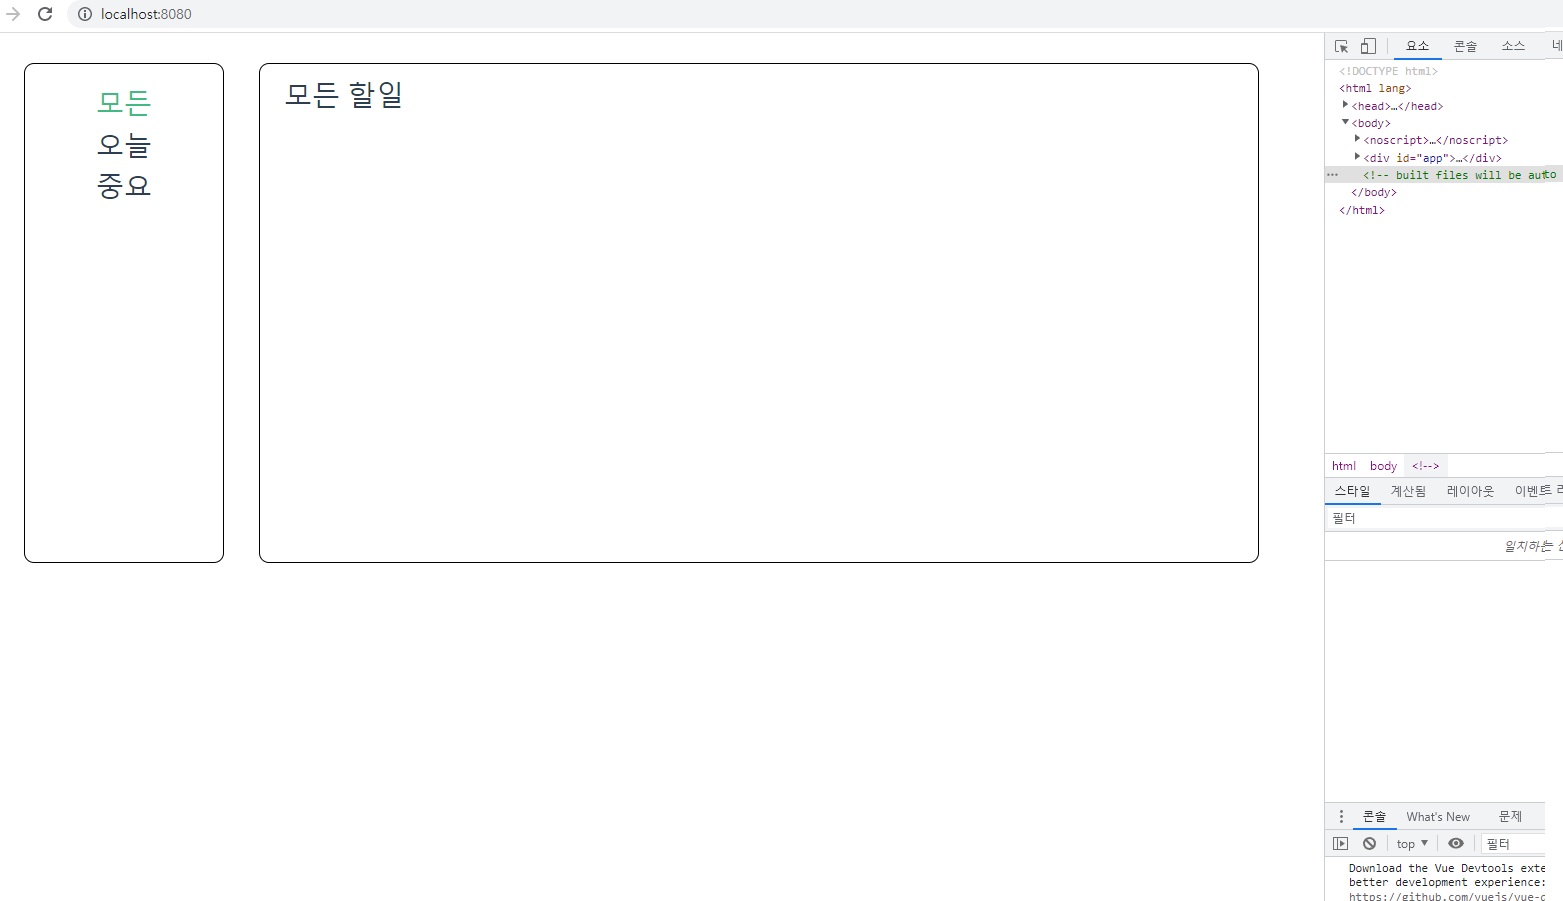 localhost:8080
모든
오늘
중요
모든 할일
요소 콘솔 소스 네
<!DOCTYPE html>
<html lang>
<head>…</head>
<body>
<noscript>…</noscript>
<div id="app">…</div>
<!-- built files will be auto
</body>
</html>
html body <!-->
스타일 계산됨 레이아웃 이벤트
필터
일치하는
콘솔 What's New 문제
top 필터
Download the Vue Devtools exte
better development experience:
https://github.com/vuejs/vue-d